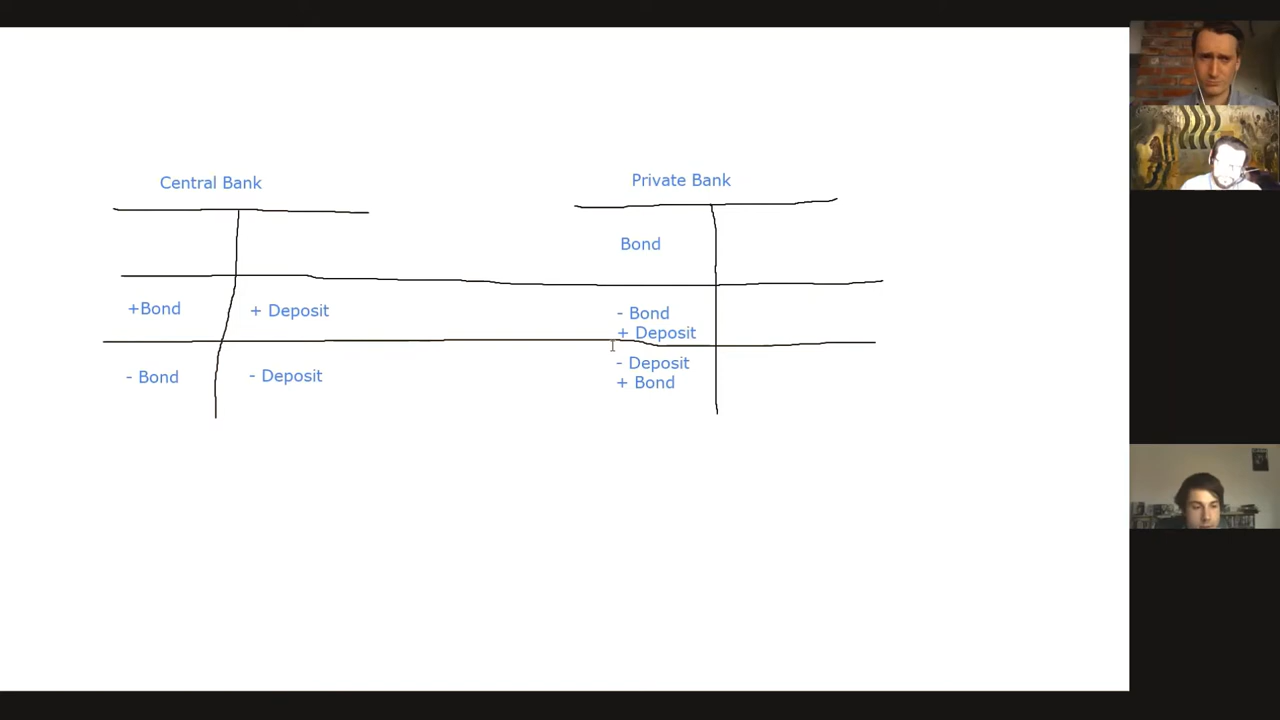 Central Bank
Private Bank
Bond
+Bond
+ Deposit
- Bond
+ Deposit
- Bond
- Deposit
- Deposit
+ Bond